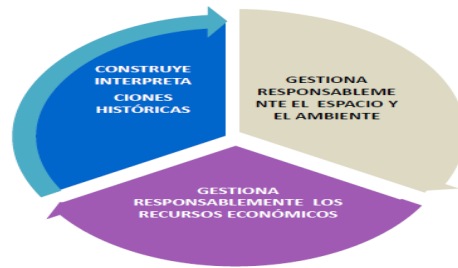 CONSTRUYE
INTERPRETA
CIONES
HISTÓRICAS
GESTIONA
RESPONSABLEME
NTE EL ESPACIO Y
EL AMBIENTE
GESTIONA
RESPONSABLEMENTE LOS
RECURSOS ECONÓMICOS